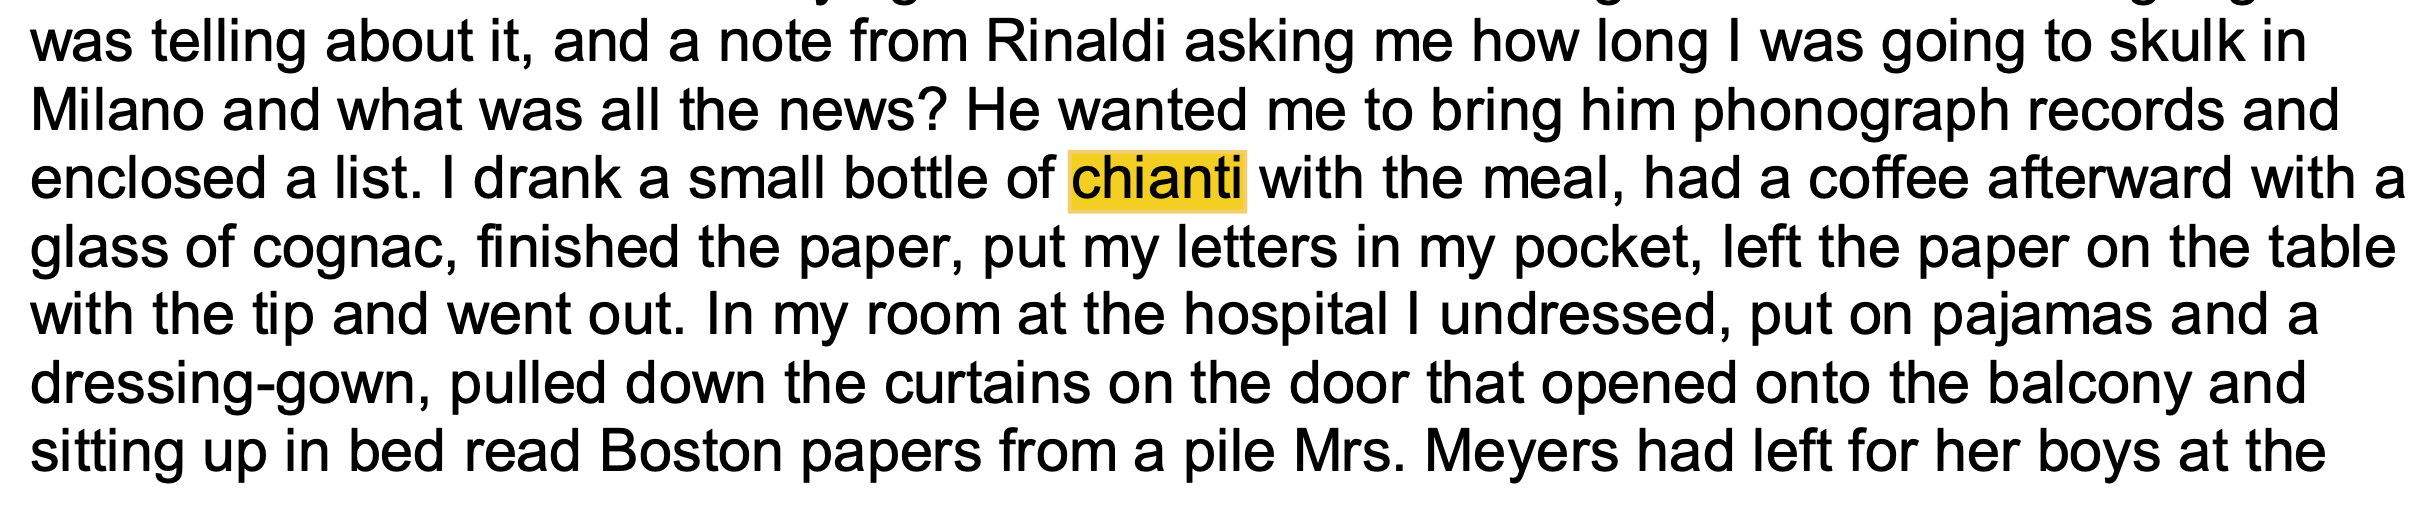 was telling about it, and a note from Rinaldi asking me how long I was going to skulk in
Milano and what was all the news? He wanted me to bring him phonograph records and
enclosed a list. I drank a small bottle of chianti with the meal, had a coffee afterward with a
glass of cognac, finished the paper, put my letters in my pocket, left the paper on the table
with the tip and went out. In my room at the hospital I undressed, put on pajamas and a
dressing-gown, pulled down the curtains on the door that opened onto the balcony and
sitting up in bed read Boston papers from a pile Mrs. Meyers had left for her boys at the